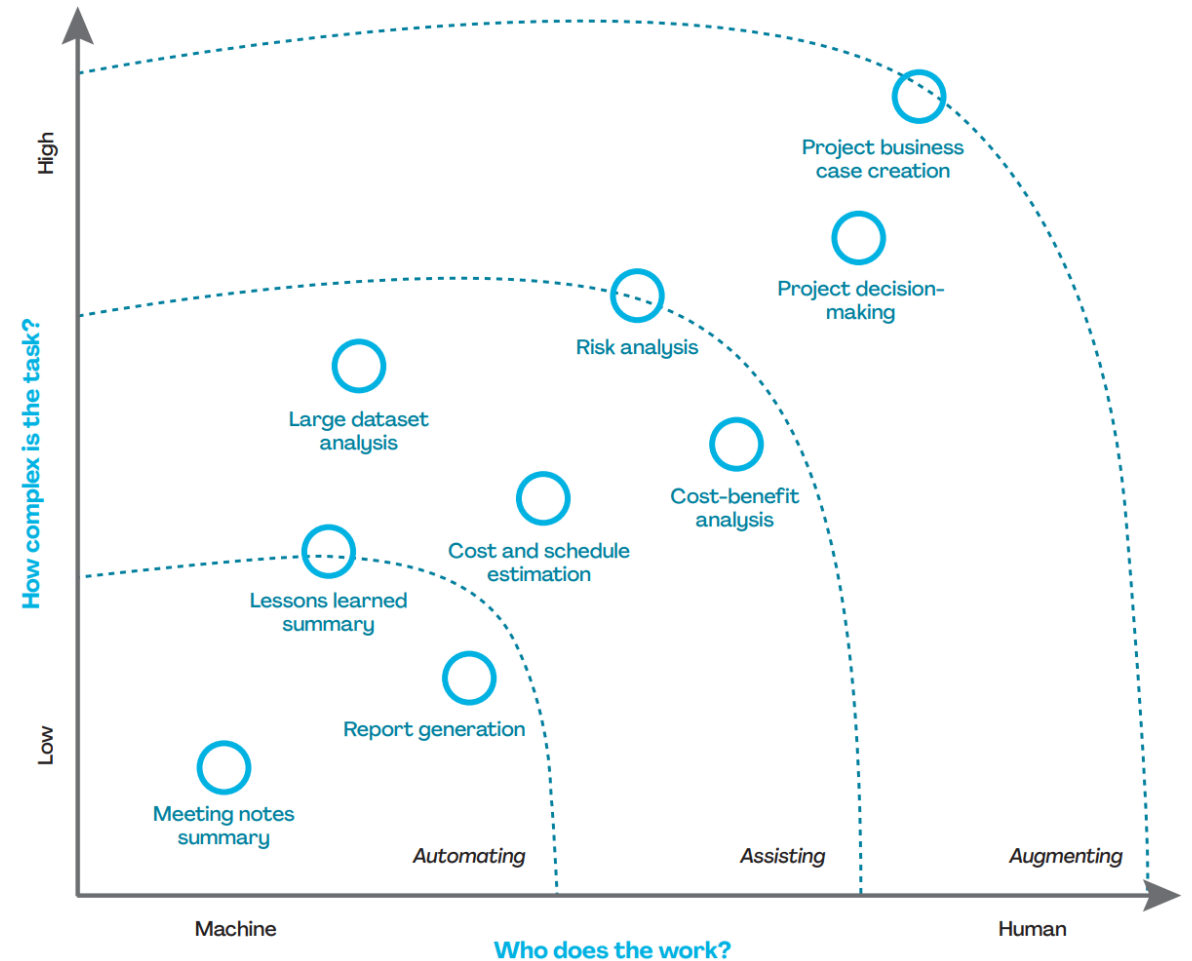 High
Project business
case creation
Project decision-
making
Risk analysis
Large dataset
analysis
How complex is the task?
Cost-benefit
analysis
Cost and schedule
estimation
Lessons learned
summary
Report generation
Low
Meeting notes
summary
Automating
Assisting
Augmenting
Machine
Human
Who does the work?